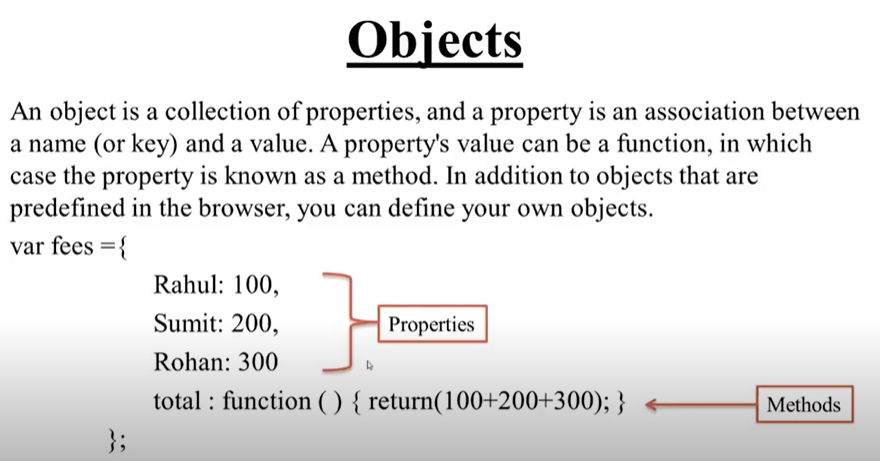 Objects
An object is a collection of properties, and a property is an association between
a name (or key) and a value. A property's value can be a function, in which
case the property is known as a method. In addition to objects that are
predefined in the browser, you can define your own objects.
var fees ={
Rahul: 100,
Sumit: 200,
Properties
Rohan: 300
total : function ( ) { return(100+200+300); }
Methods
};